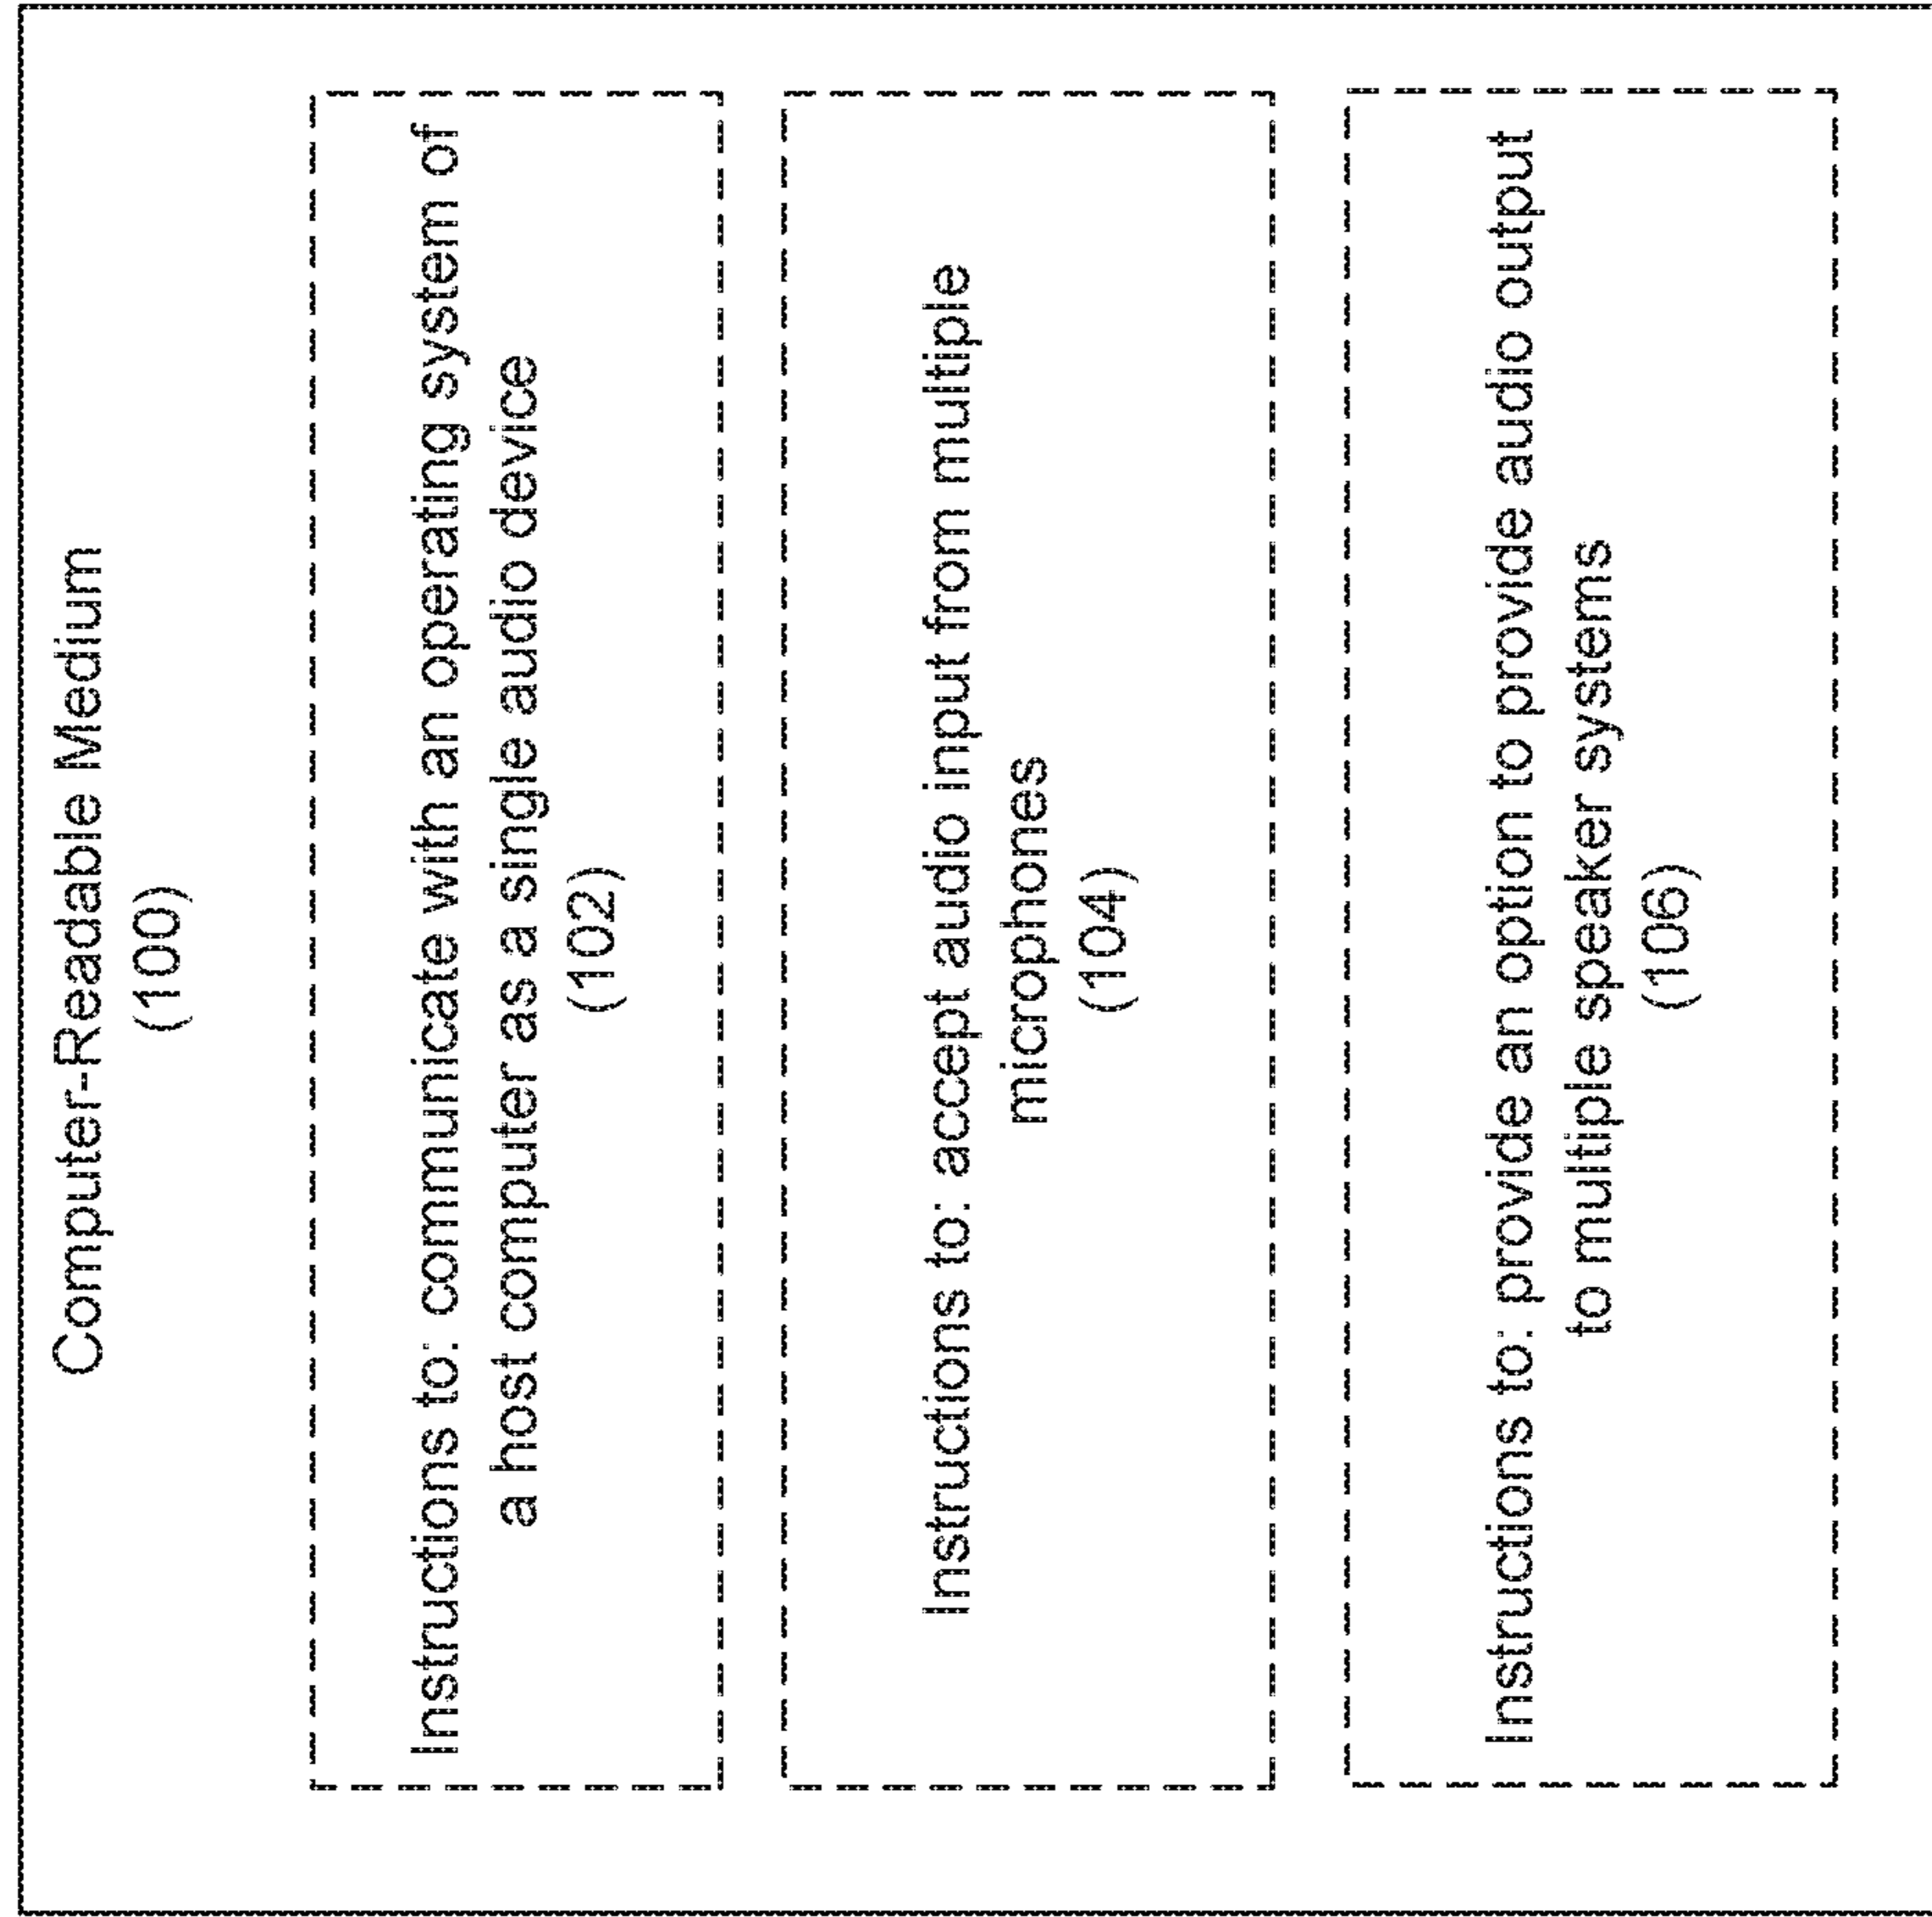 Computer-Readable Medium
(100)
Instructions to: communicate with an operating system of
a host computer as a single audio device
(102)
Instructions to: accept audio input from multiple
microphones
(104)
Instructions to: provide an option to provide audio output
to multiple speaker systems
(106)